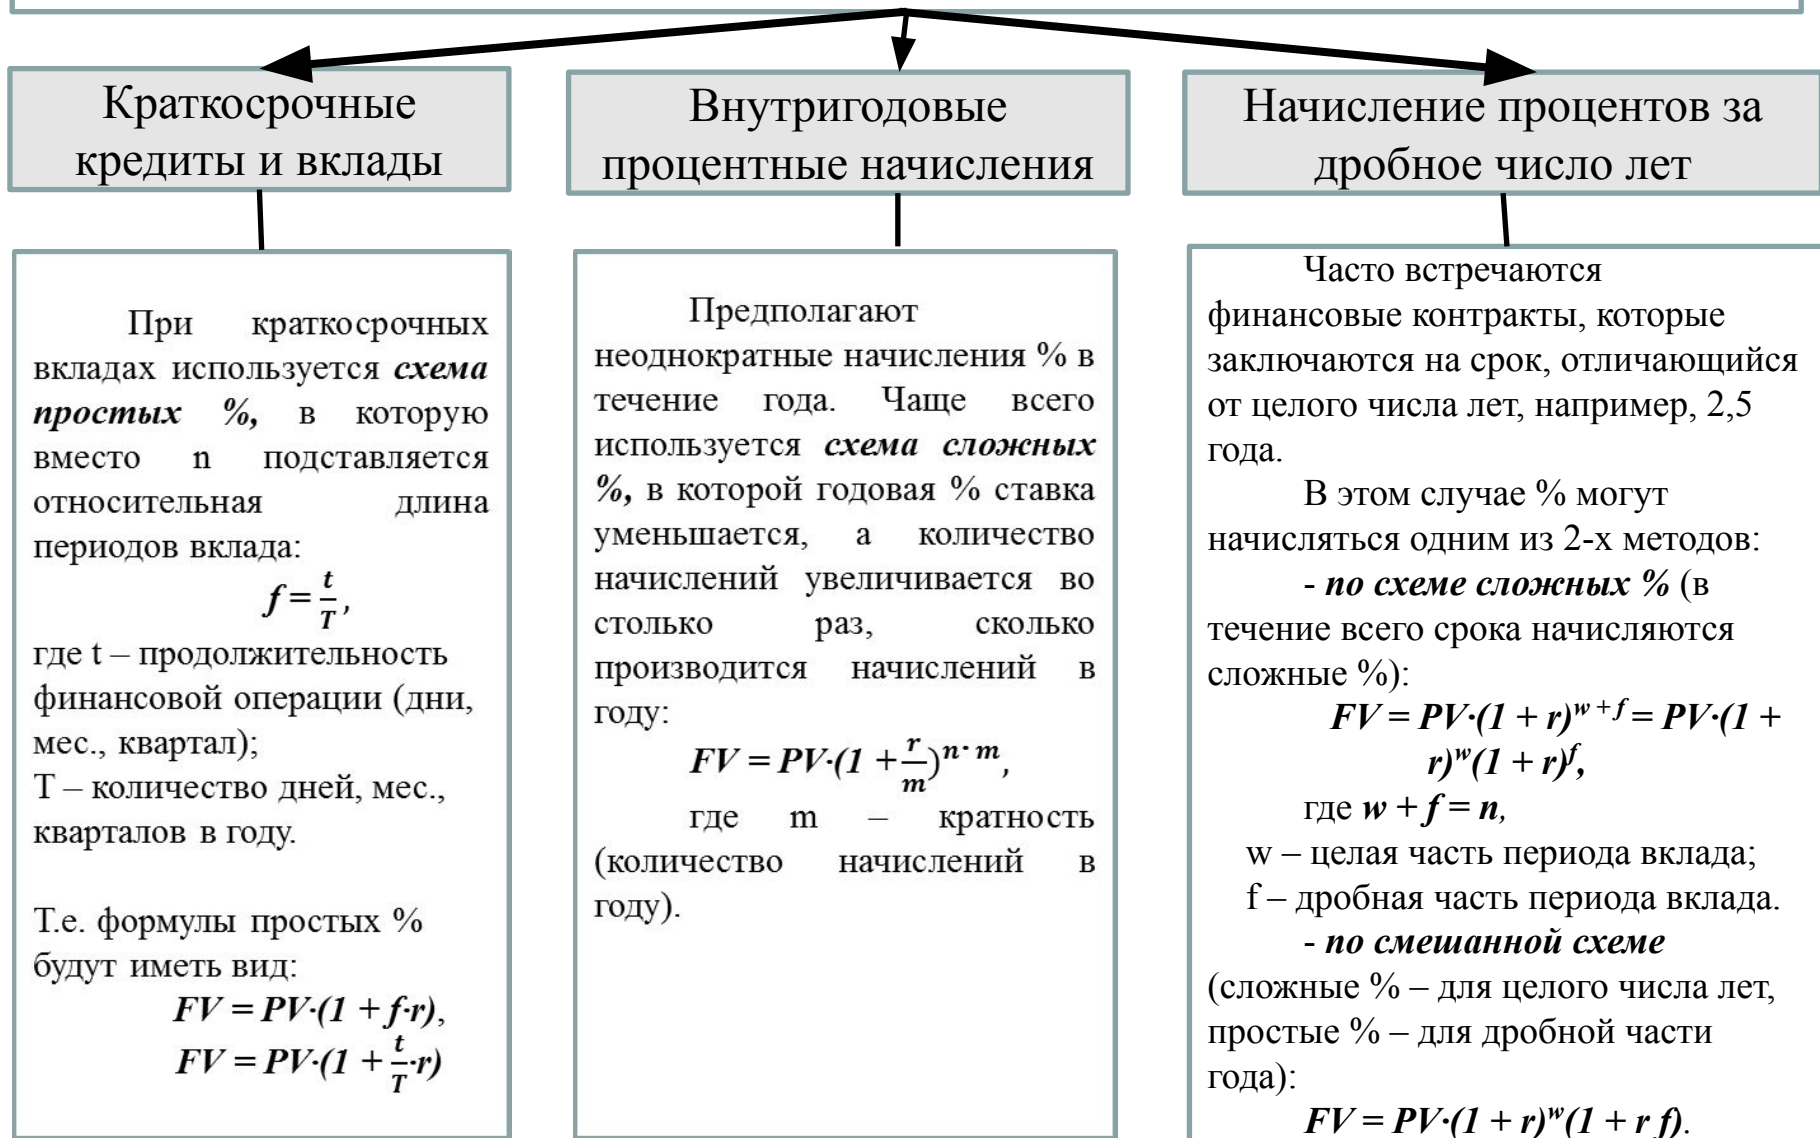 Краткосрочные
кредиты и вклады
При краткосрочных
вкладах используется схема
простых %, в которую
вместо n подставляется
относительная длина
периодов вклада:
f = t/T,
где t – продолжительность
финансовой операции (дни,
мес., квартал);
T – количество дней, мес.,
кварталов в году.
Т.е. формулы простых %
будут иметь вид:
FV = PV·(1 + f·r),
FV = PV·(1 + t/T·r)
Внутригодовые
процентные начисления
Предполагают
неоднократные начисления % в
течение года. Чаще всего
используется схема сложных
%, в которой годовая % ставка
уменьшается, а количество
начислений увеличивается во
столько раз, сколько
производится начислений в
году:
FV = PV·(1 + r/m)^{n· m},
где m – кратность
(количество начислений в
году).
Начисление процентов за
дробное число лет
Часто встречаются
финансовые контракты, которые
заключаются на срок, отличающийся
от целого числа лет, например, 2,5
года.
В этом случае % могут
начисляться одним из 2-х методов:
- по схеме сложных % (в
течение всего срока начисляются
сложные %):
FV = PV·(1 + r)^{w + f} = PV·(1 +
r)^w(1 + r)^f,
где w + f = n,
w – целая часть периода вклада;
f – дробная часть периода вклада.
- по смешанной схеме
(сложные % – для целого числа лет,
простые % – для дробной части
года):
FV = PV·(1 + r)^w(1 + r f).